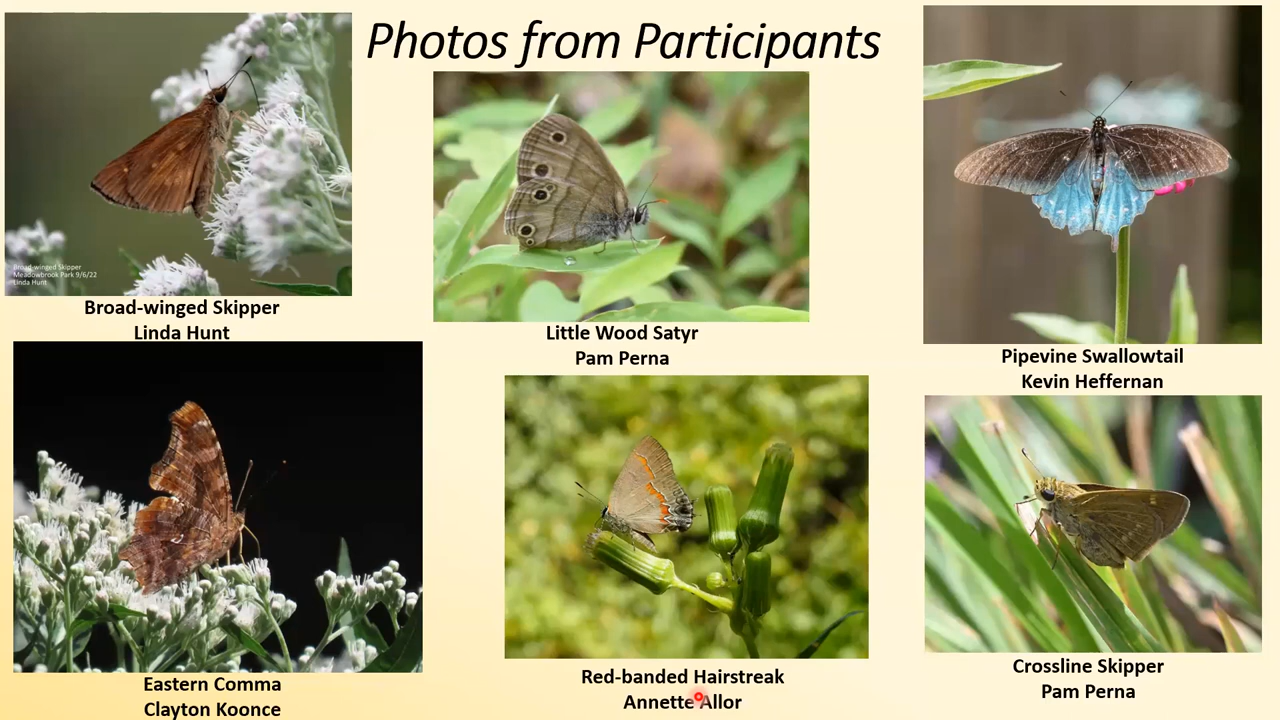 Photos from Participants
Broad-winged Skipper
Meadowbrook Park 9/6/22
Linda Hunt
Broad-winged Skipper
Linda Hunt
Little Wood Satyr
Pam Perna
Pipevine Swallowtail
Kevin Heffernan
Eastern Comma
Clayton Koonce
Red-banded Hairstreak
Annette Allor
Crossline Skipper
Pam Perna